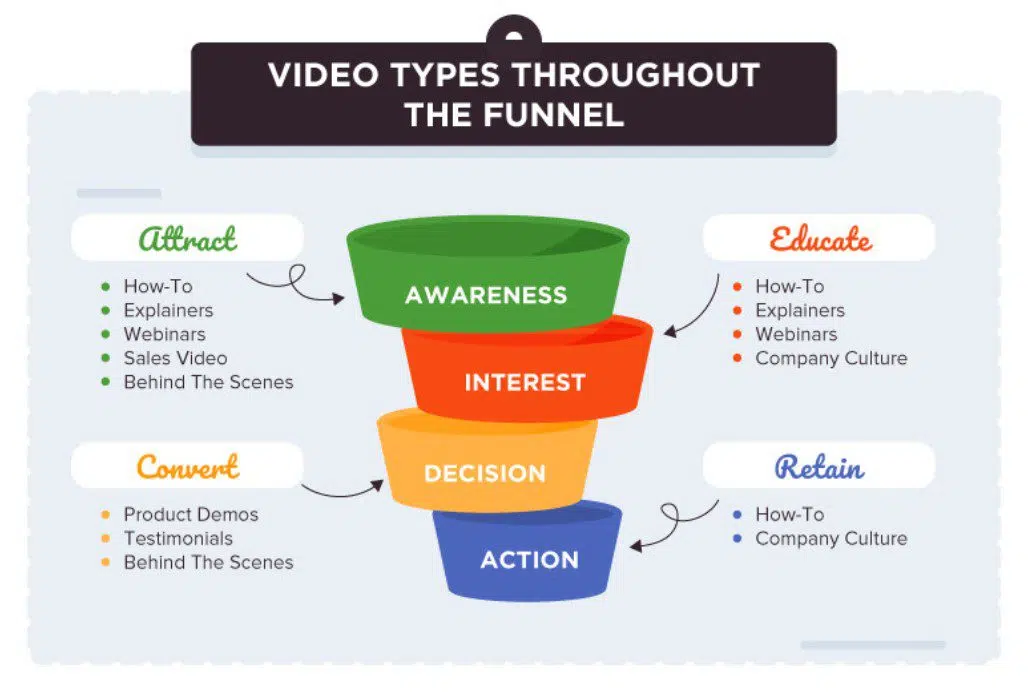 VIDEO TYPES THROUGHOUT
THE FUNNEL
Attract
How-To
Explainers
Webinars
Sales Video
Behind The Scenes
AWARENESS
Educate
How-To
Explainers
Webinars
Company Culture
INTEREST
Convert
Product Demos
Testimonials
Behind The Scenes
DECISION
Retain
How-To
Company Culture
ACTION